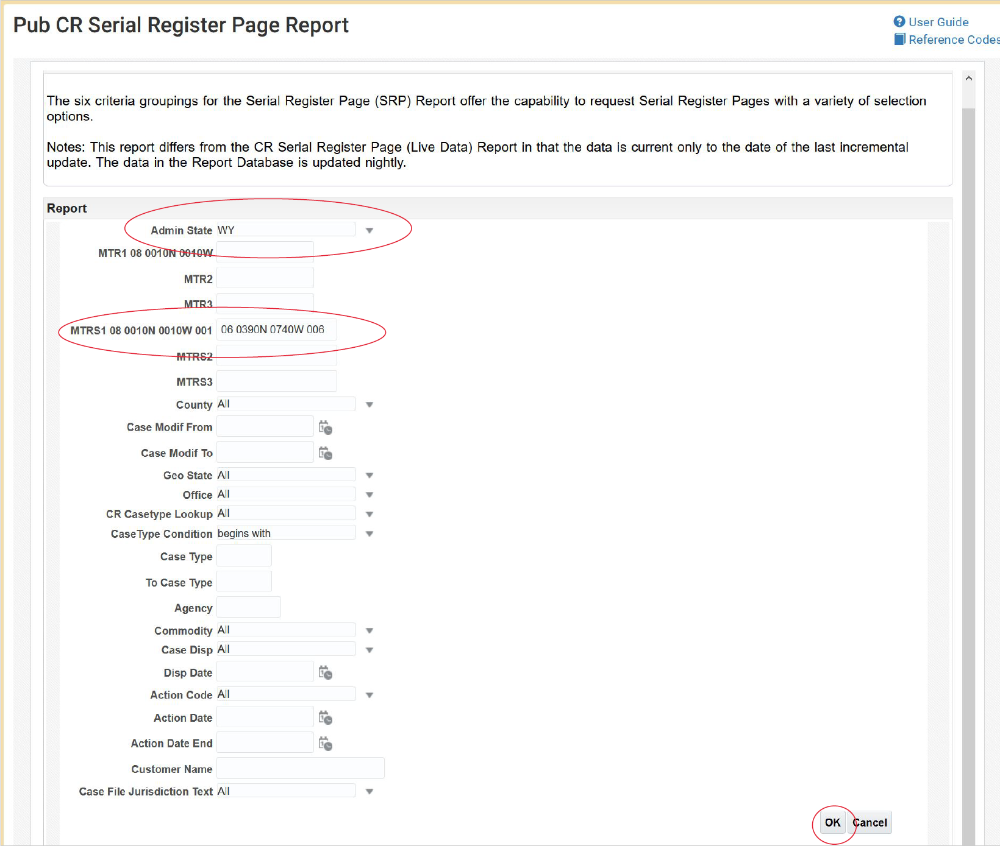 Pub CR Serial Register Page Report
User Guide
Reference Codes
The six criteria groupings for the Serial Register Page (SRP) Report offer the capability to request Serial Register Pages with a variety of selection
options.
Notes: This report differs from the CR Serial Register Page (Live Data) Report in that the data is current only to the date of the last incremental
update. The data in the Report Database is updated nightly.
Report
Admin State WY
MTR1 08 0010N 0010W
MTR2
MTR3
MTRS1 08 0010N 0010W 001 06 0390N 0740W 006
MTRS2
MTRS3
County All
Case Modif From
Case Modif To
Geo State All
Office All
CR Casetype Lookup All
CaseType Condition begins with
Case Type
To Case Type
Agency
Commodity All
Case Disp All
Disp Date
Action Code All
Action Date
Action Date End
Customer Name
Case File Jurisdiction Text All
OK Cancel